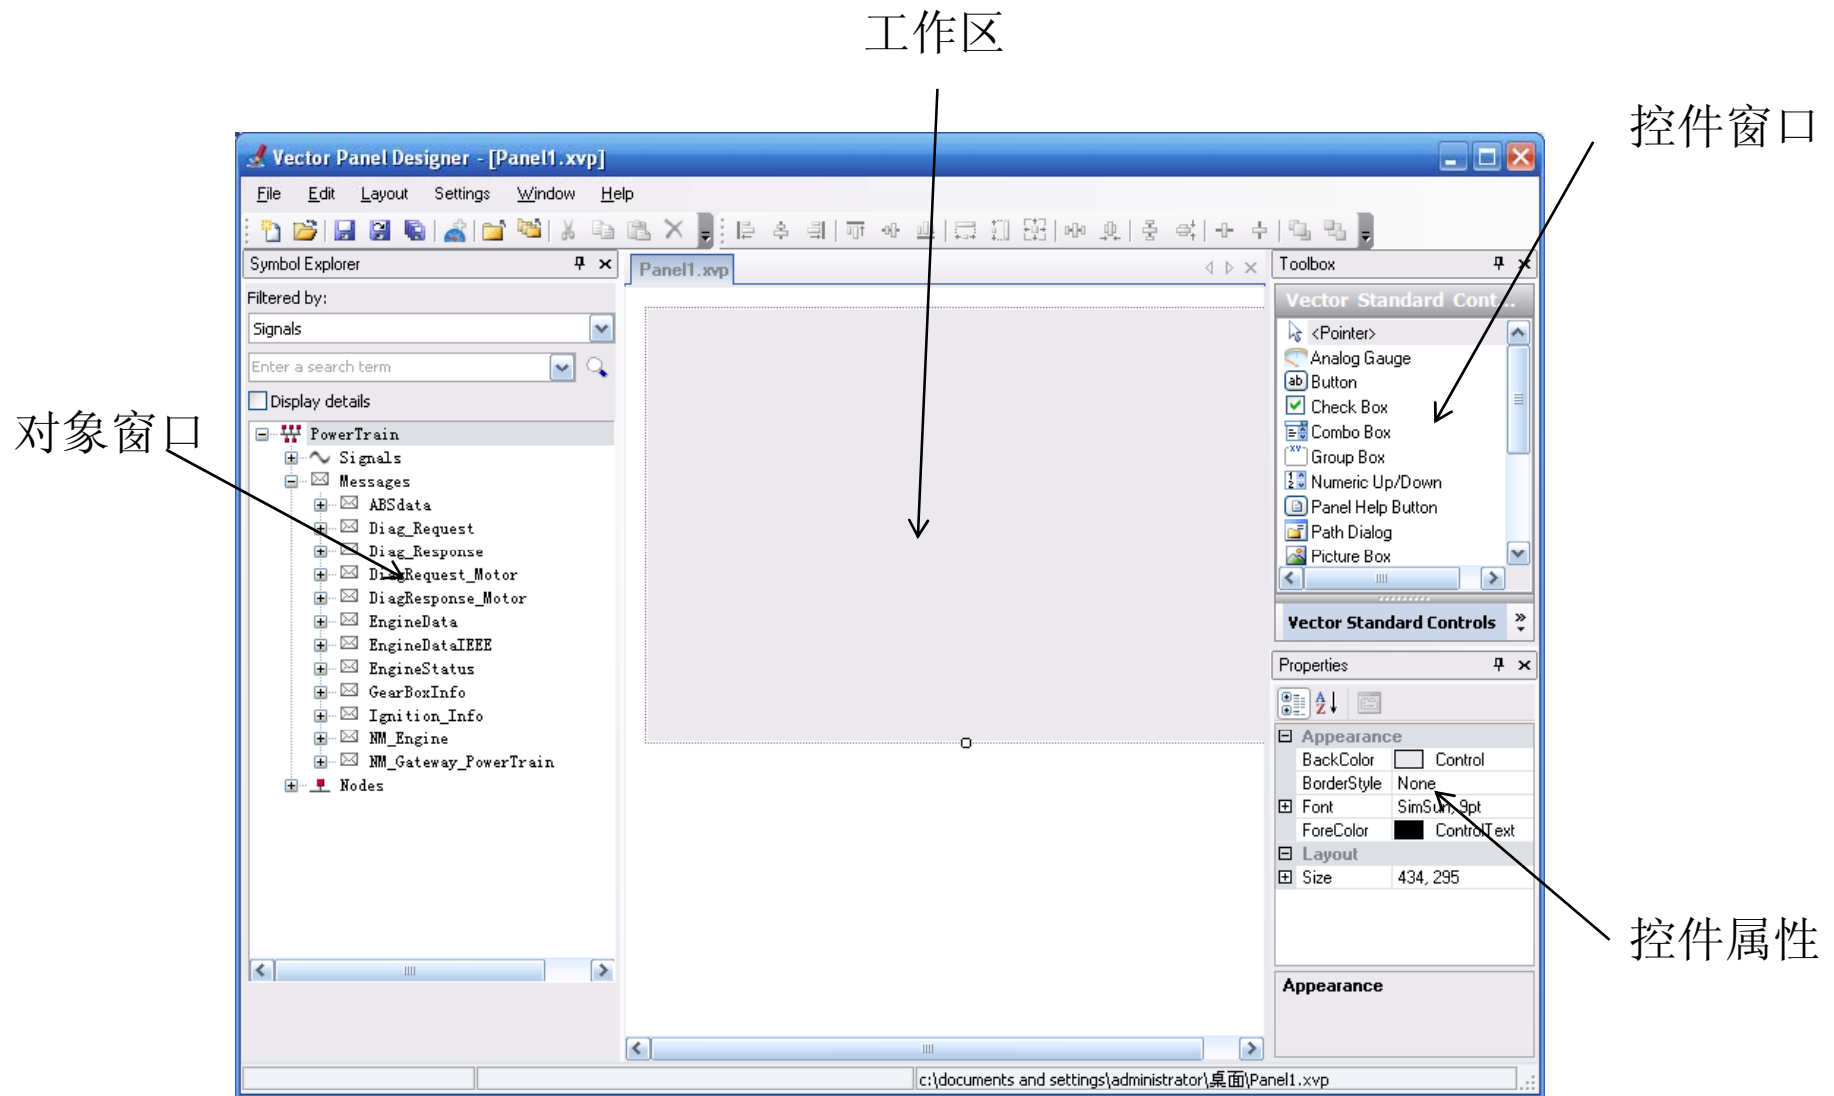 工作区
控件窗口
Vector Panel Designer - [Panel1.xvp]
File Edit Layout Settings Window Help
Symbol Explorer
Panel1.xvp
Toolbox
Filtered by:
Signals
Enter a search term
Display details
对象窗口
PowerTrain
Signals
Messages
ABSdata
Diag_Request
Diag_Response
DiagRequest_Motor
DiagResponse_Motor
EngineData
EngineDataIEEE
EngineStatus
GearBoxInfo
Ignition_Info
NM_Engine
NM_Gateway_PowerTrain
Nodes
Vector Standard Cont...
<Pointer>
Analog Gauge
Button
Check Box
Combo Box
Group Box
Numeric Up/Down
Panel Help Button
Path Dialog
Picture Box
Vector Standard Controls
Properties
Appearance
BackColor Control
BorderStyle None
Font SimSun, 9pt
ForeColor ControlText
Layout
Size 434, 295
控件属性
Appearance
c:\documents and settings\administrator\桌面\Panel1.xvp